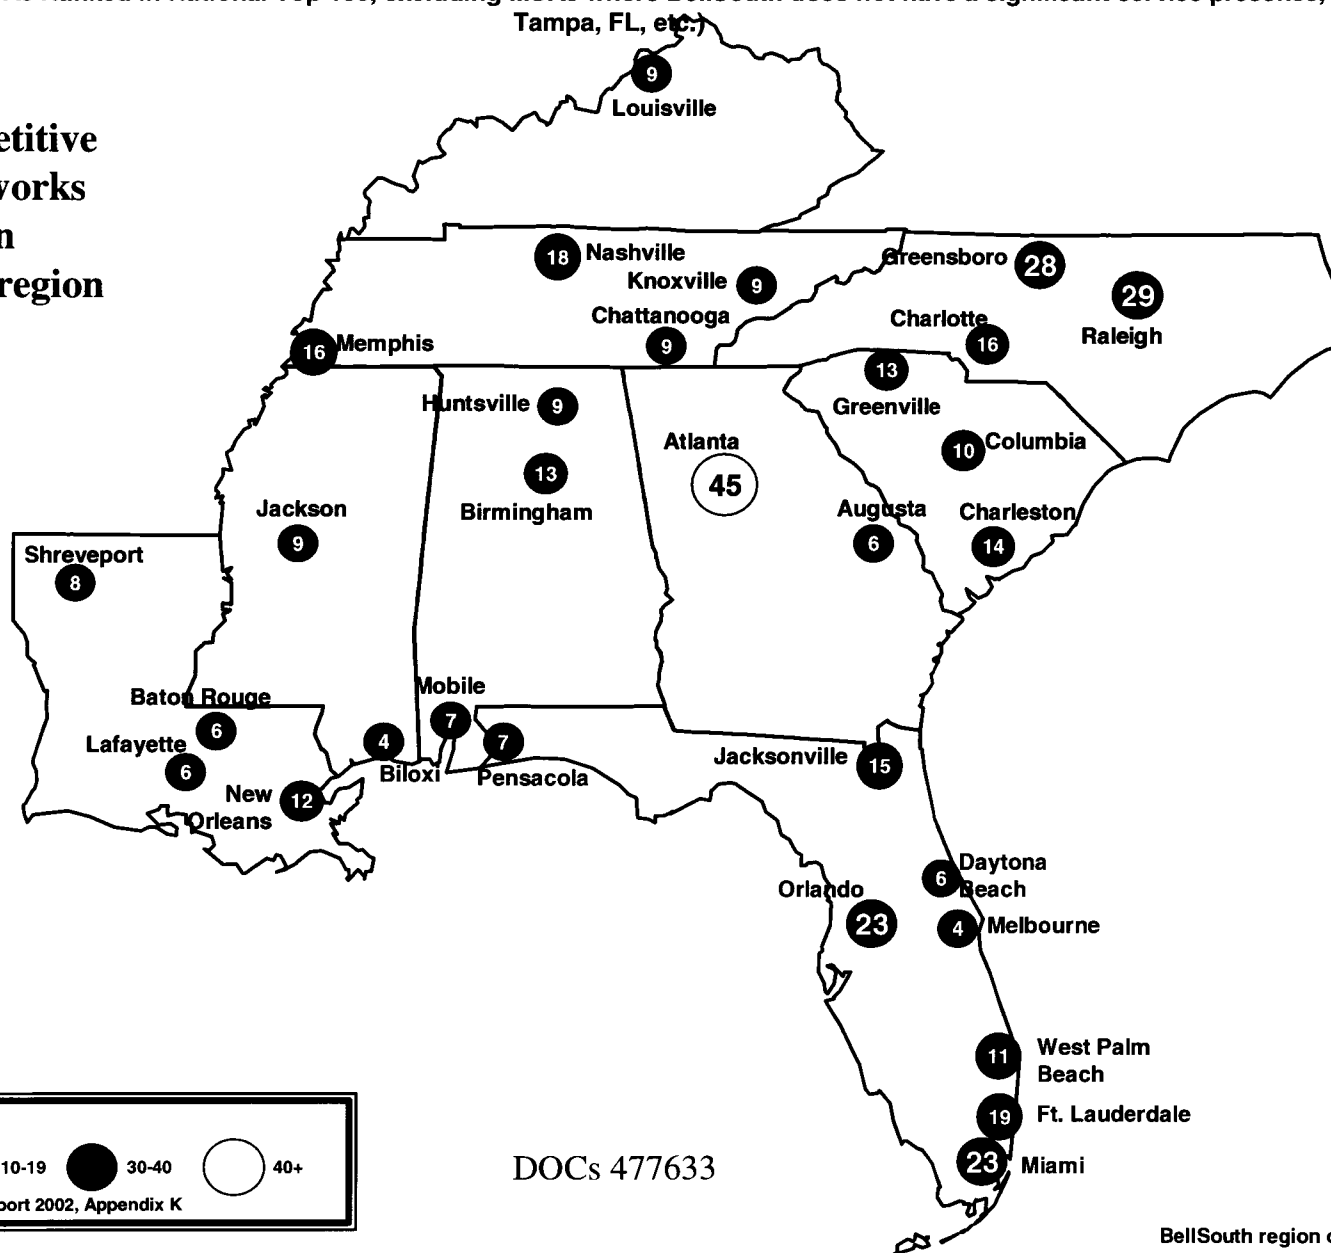 Tampa, FL, etc.)
9
Louisville
etitive
works
n
region
18 Nashville
Knoxville 9
Chattanooga
9
Greensboro 28
29
Raleigh
Charlotte
16
16 Memphis
13
Greenville
Huntsville 9
13
Birmingham
Atlanta
45
10 Columbia
Jackson
9
Augusta
6
Charleston
14
Shreveport
8
Baton Rouge
6
Lafayette
6
New
Orleans
12
4
Biloxi
Mobile
7
7
Pensacola
Jacksonville 15
Daytona
Beach
6
Orlando
23
4 Melbourne
11 West Palm
Beach
19 Ft. Lauderdale
23 Miami
10-19 30-40 40+
port 2002, Appendix K
DOCs 477633
BellSouth region